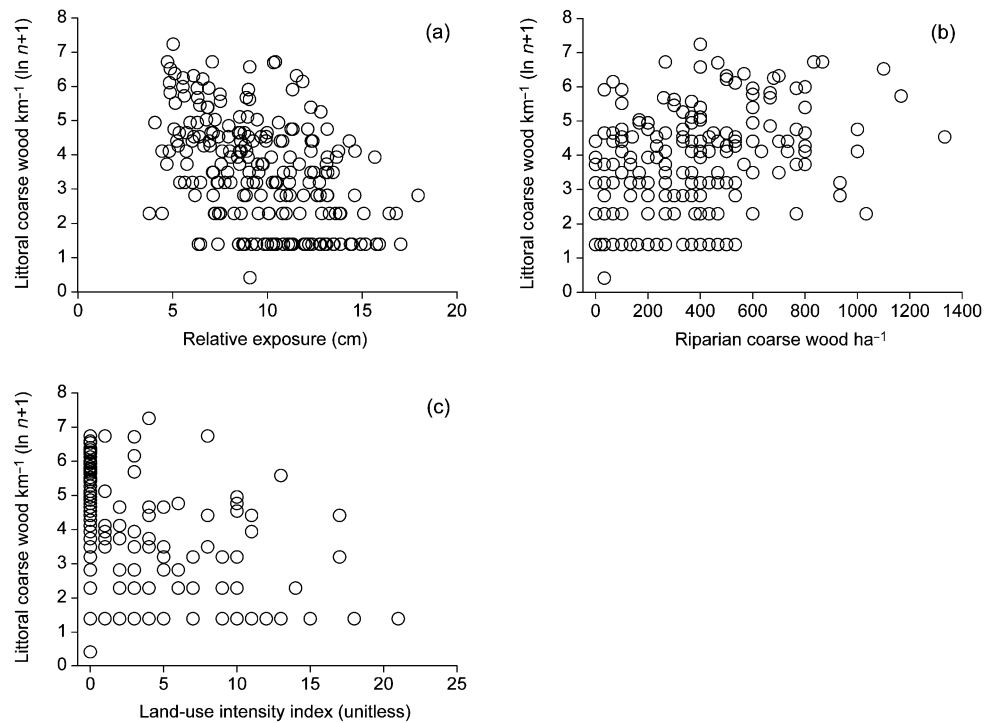 (a)
Littoral coarse wood km⁻¹ (ln n+1)
8
7
6
5
4
3
2
1
0
0 5 10 15 20
Relative exposure (cm)
(b)
Littoral coarse wood km⁻¹ (ln n+1)
8
7
6
5
4
3
2
1
0
0 200 400 600 800 1000 1200 1400
Riparian coarse wood ha⁻¹
(c)
Littoral coarse wood km⁻¹ (ln n+1)
8
7
6
5
4
3
2
1
0
0 5 10 15 20 25
Land-use intensity index (unitless)